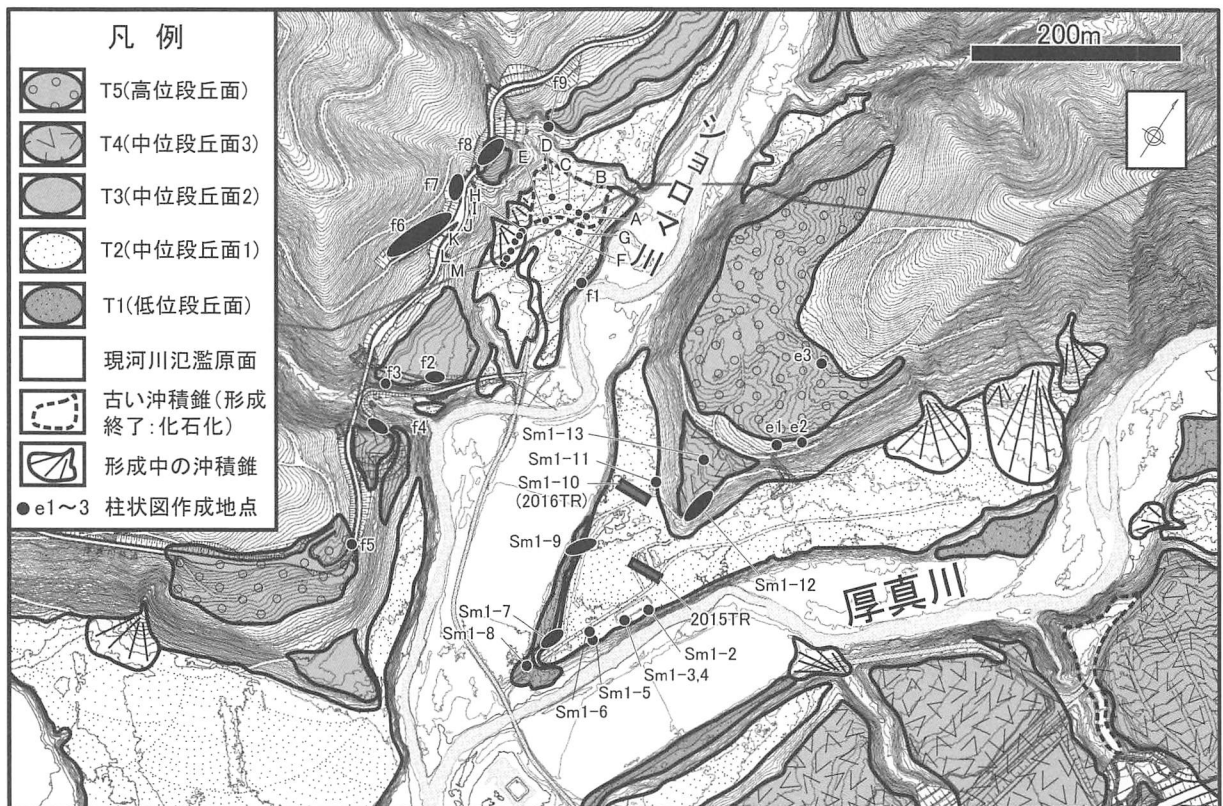 凡 例
T5(高位段丘面)
T4(中位段丘面3)
T3(中位段丘面2)
T2(中位段丘面1)
T1(低位段丘面)
現河川氾濫原面
古い沖積錐(形成
終了:化石化)
形成中の沖積錐
e1～3 柱状図作成地点
200m
f9
D
C
E
B
f8
f7
H
I
J
f6
K
L
M
A
G
F
f1
ショロマ川
f2
f3
f4
f5
e3
e1
e2
Sm1-13
Sm1-11
Sm1-10
(2016TR)
Sm1-9
Sm1-12
厚真川
Sm1-7
Sm1-8
2015TR
Sm1-2
Sm1-3,4
Sm1-5
Sm1-6